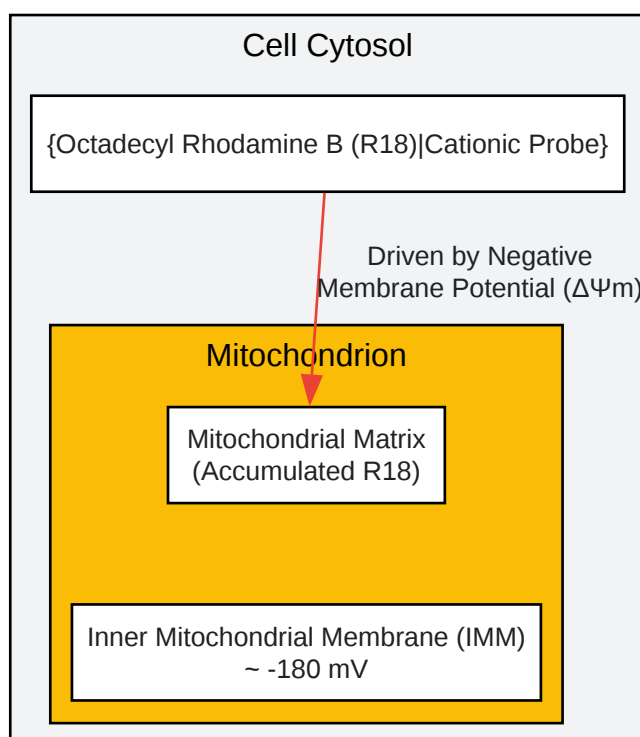 Cell Cytosol
{Octadecyl Rhodamine B (R18)|Cationic Probe}
Driven by Negative
Membrane Potential (ΔΨm)
Mitochondrion
Mitochondrial Matrix
(Accumulated R18)
Inner Mitochondrial Membrane (IMM)
~ -180 mV